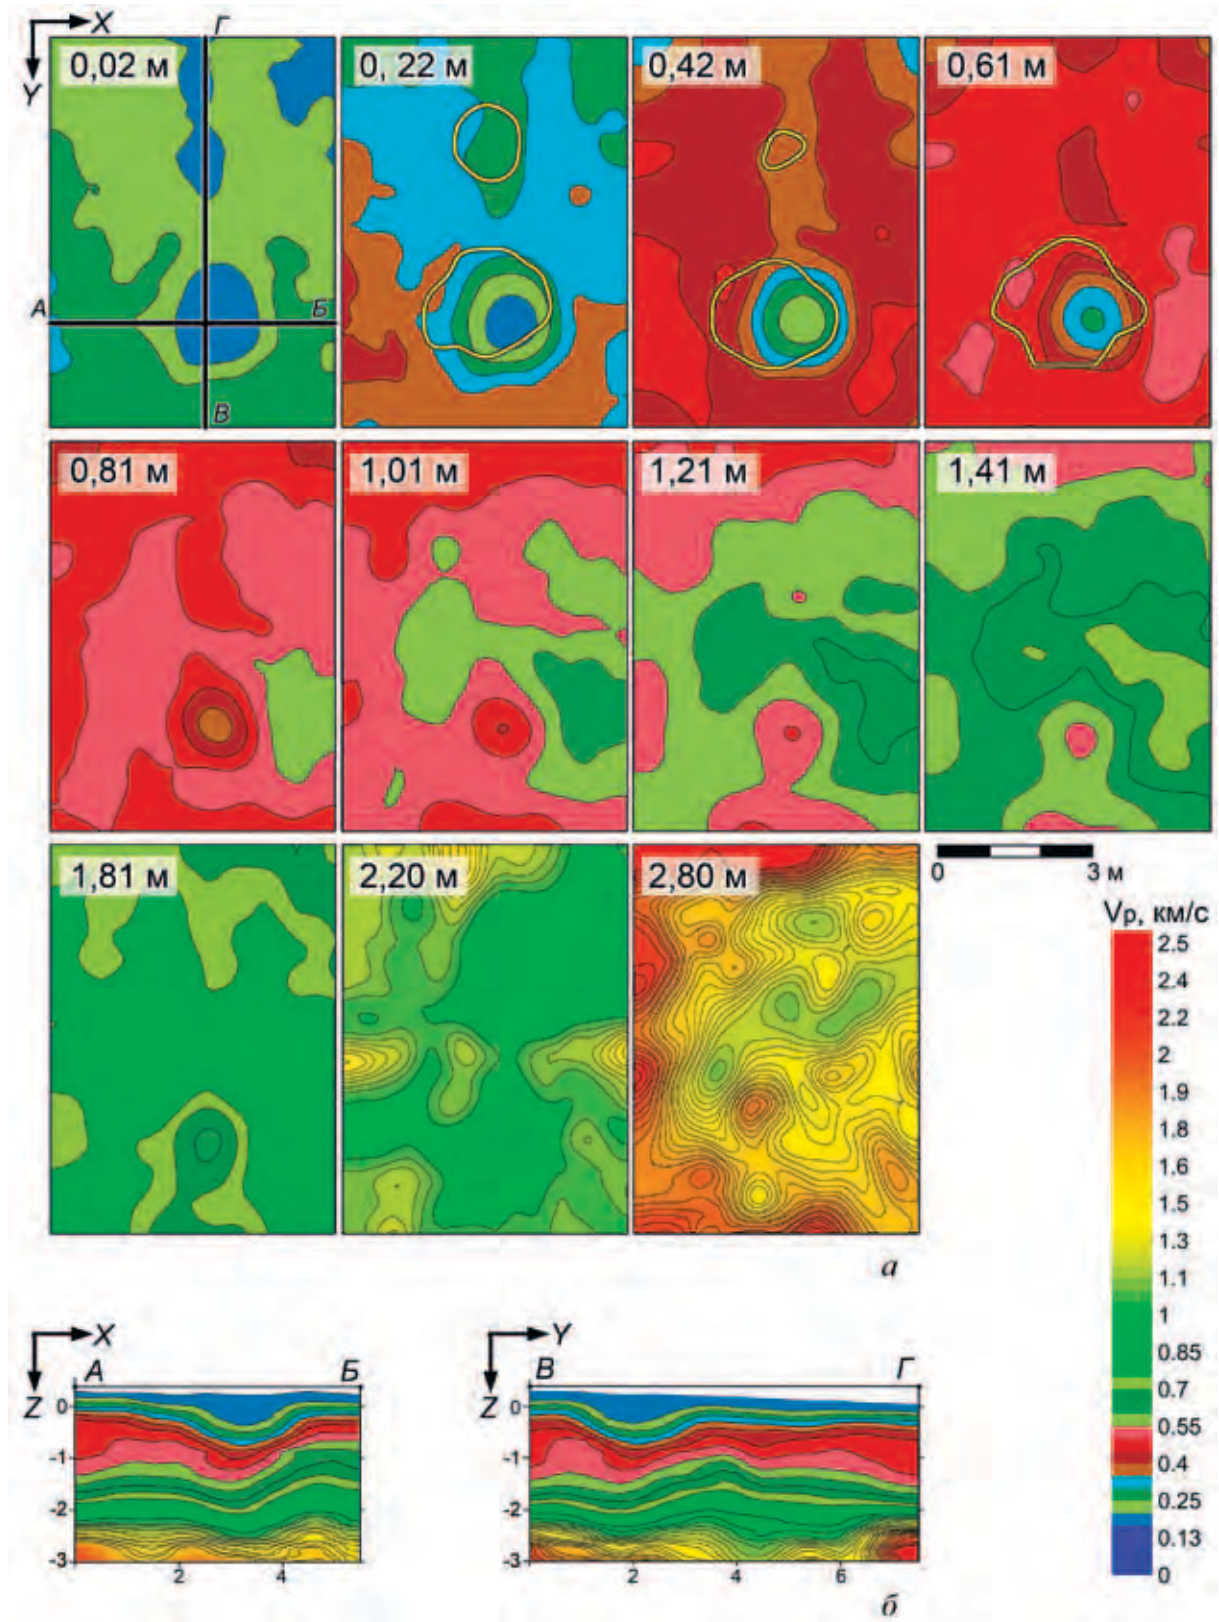 X Г
Y
0,02 м 0, 22 м 0,42 м 0,61 м
А Б
В
0,81 м 1,01 м 1,21 м 1,41 м
1,81 м 2,20 м 2,80 м
0 3 м
Vp, км/с
2.5
2.4
2.2
2
1.9
1.8
1.6
1.5
1.3
1.1
1
0.85
0.7
0.55
0.4
0.25
0.13
0
а
X Y
А Б В Г
Z 0 Z 0
-1 -1
-2 -2
-3 -3
2 4 2 4 6
б